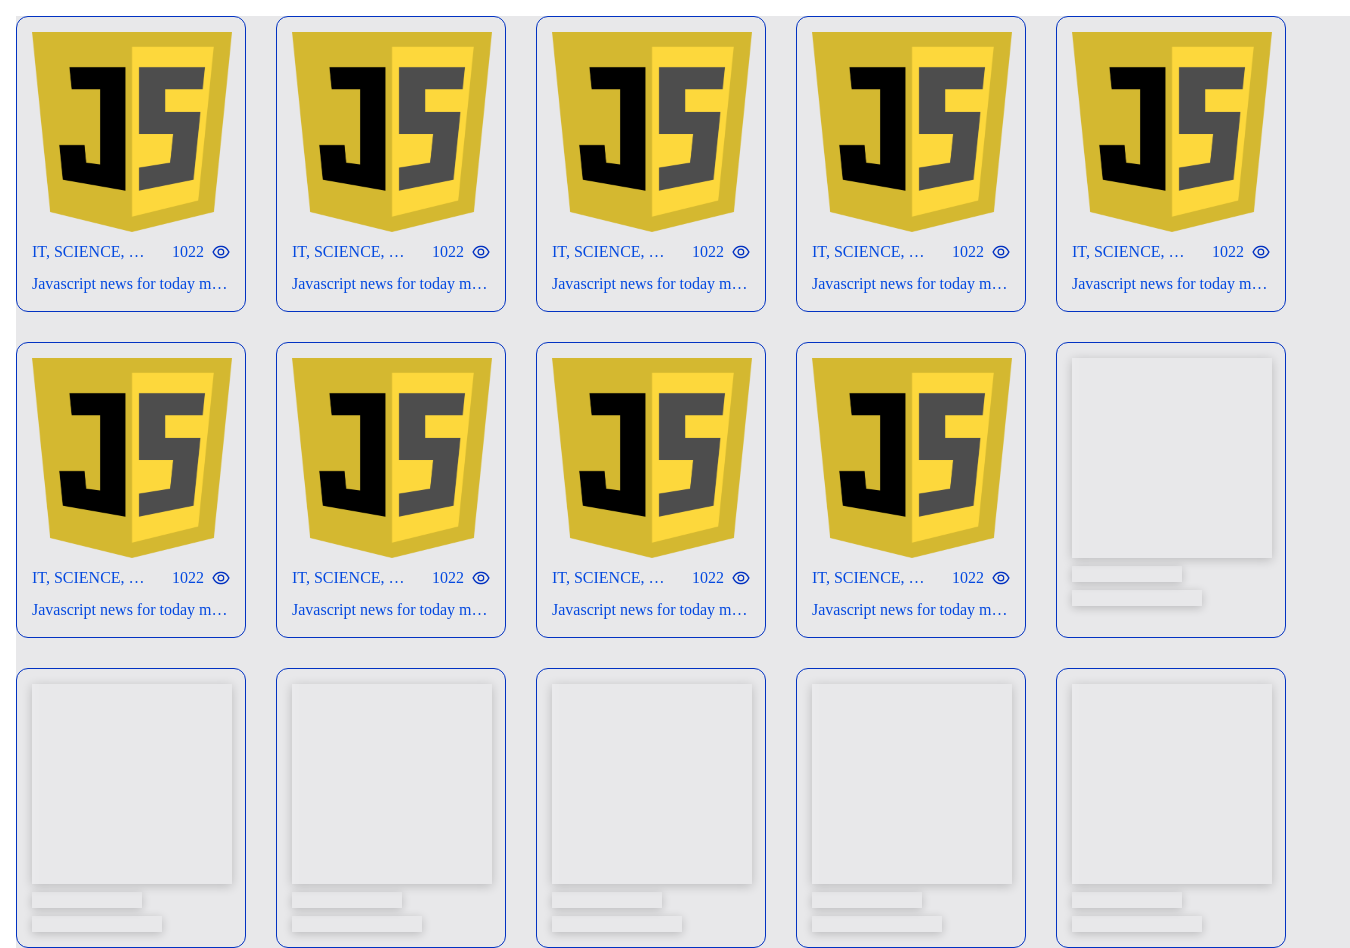 JS JS JS JS JS
IT, SCIENCE, … 1022 IT, SCIENCE, … 1022 IT, SCIENCE, … 1022 IT, SCIENCE, … 1022 IT, SCIENCE, … 1022
Javascript news for today m… Javascript news for today m… Javascript news for today m… Javascript news for today m… Javascript news for today m…
JS JS JS JS
IT, SCIENCE, … 1022 IT, SCIENCE, … 1022 IT, SCIENCE, … 1022 IT, SCIENCE, … 1022
Javascript news for today m… Javascript news for today m… Javascript news for today m… Javascript news for today m…